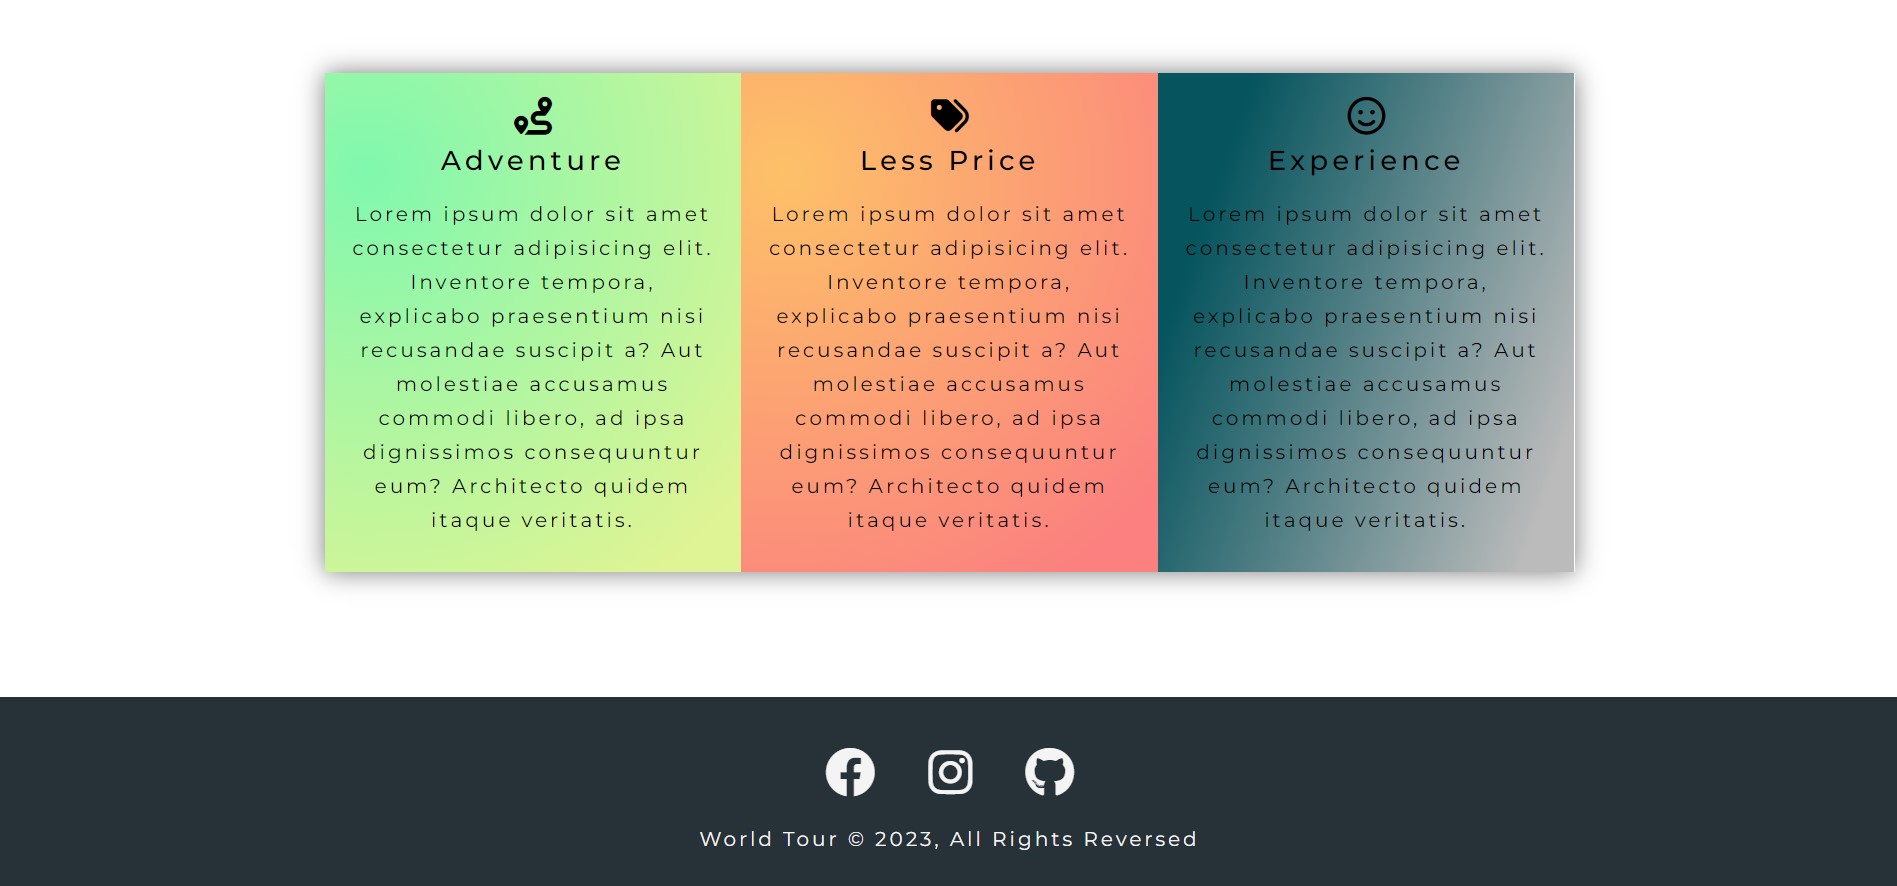 Adventure
Lorem ipsum dolor sit amet
consectetur adipisicing elit.
Inventore tempora,
explicabo praesentium nisi
recusandae suscipit a? Aut
molestiae accusamus
commodi libero, ad ipsa
dignissimos consequuntur
eum? Architecto quidem
itaque veritatis.
Less Price
Lorem ipsum dolor sit amet
consectetur adipisicing elit.
Inventore tempora,
explicabo praesentium nisi
recusandae suscipit a? Aut
molestiae accusamus
commodi libero, ad ipsa
dignissimos consequuntur
eum? Architecto quidem
itaque veritatis.
Experience
Lorem ipsum dolor sit amet
consectetur adipisicing elit.
Inventore tempora,
explicabo praesentium nisi
recusandae suscipit a? Aut
molestiae accusamus
commodi libero, ad ipsa
dignissimos consequuntur
eum? Architecto quidem
itaque veritatis.
World Tour © 2023, All Rights Reversed